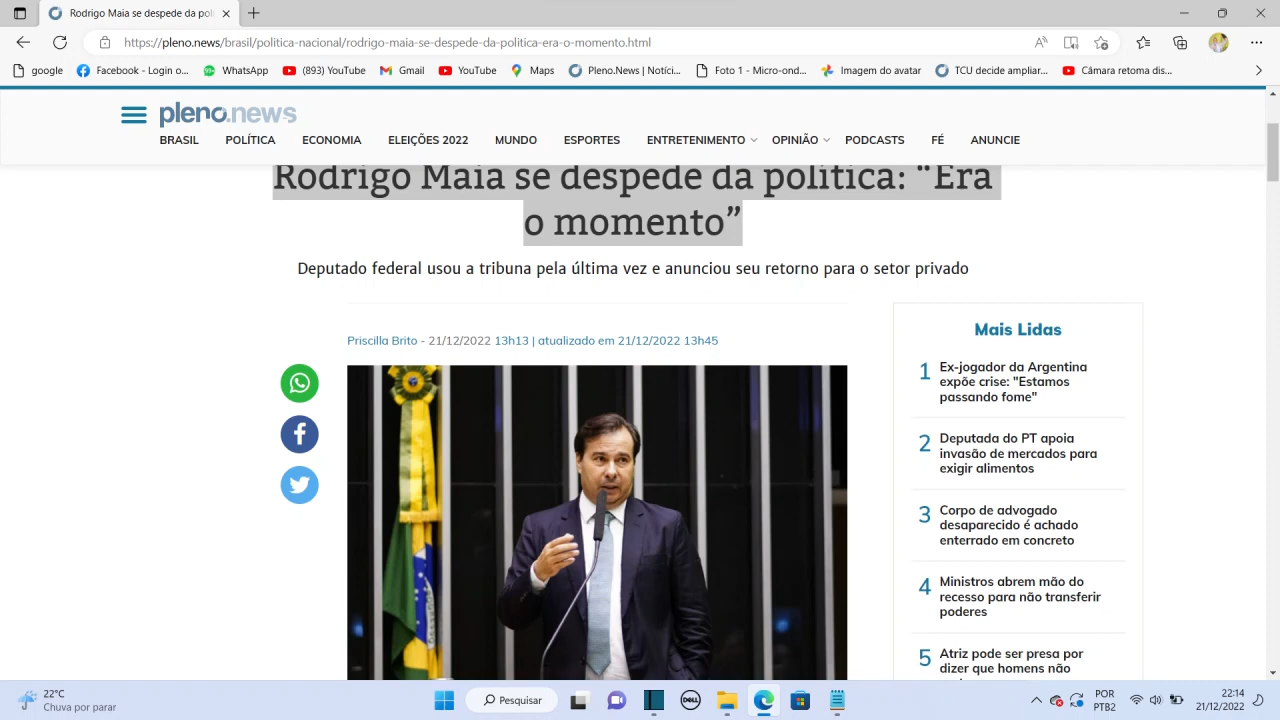 Rodrigo Maia se despede da polí
https://pleno.news/brasil/politica-nacional/rodrigo-maia-se-despede-da-politica-era-o-momento.html
google
Facebook - Login o...
WhatsApp
(893) YouTube
Gmail
YouTube
Maps
Pleno.News | Notíci...
Foto 1 - Micro-ond...
Imagem do avatar
TCU decide ampliar...
Câmara retoma dis...
pleno.news
BRASIL POLÍTICA ECONOMIA ELEIÇÕES 2022 MUNDO ESPORTES ENTRETENIMENTO OPINIÃO PODCASTS FÉ ANUNCIE
Rodrigo Maia se despede da política: “Era
o momento”
Deputado federal usou a tribuna pela última vez e anunciou seu retorno para o setor privado
Priscilla Brito - 21/12/2022 13h13 | atualizado em 21/12/2022 13h45
Mais Lidas
1 Ex-jogador da Argentina
expõe crise: "Estamos
passando fome"
2 Deputada do PT apoia
invasão de mercados para
exigir alimentos
3 Corpo de advogado
desaparecido é achado
enterrado em concreto
4 Ministros abrem mão do
recesso para não transferir
poderes
5 Atriz pode ser presa por
dizer que homens não
22°C
Chuva por perto
Pesquisar
DELL
POR
PTB2
22:14
21/12/2022